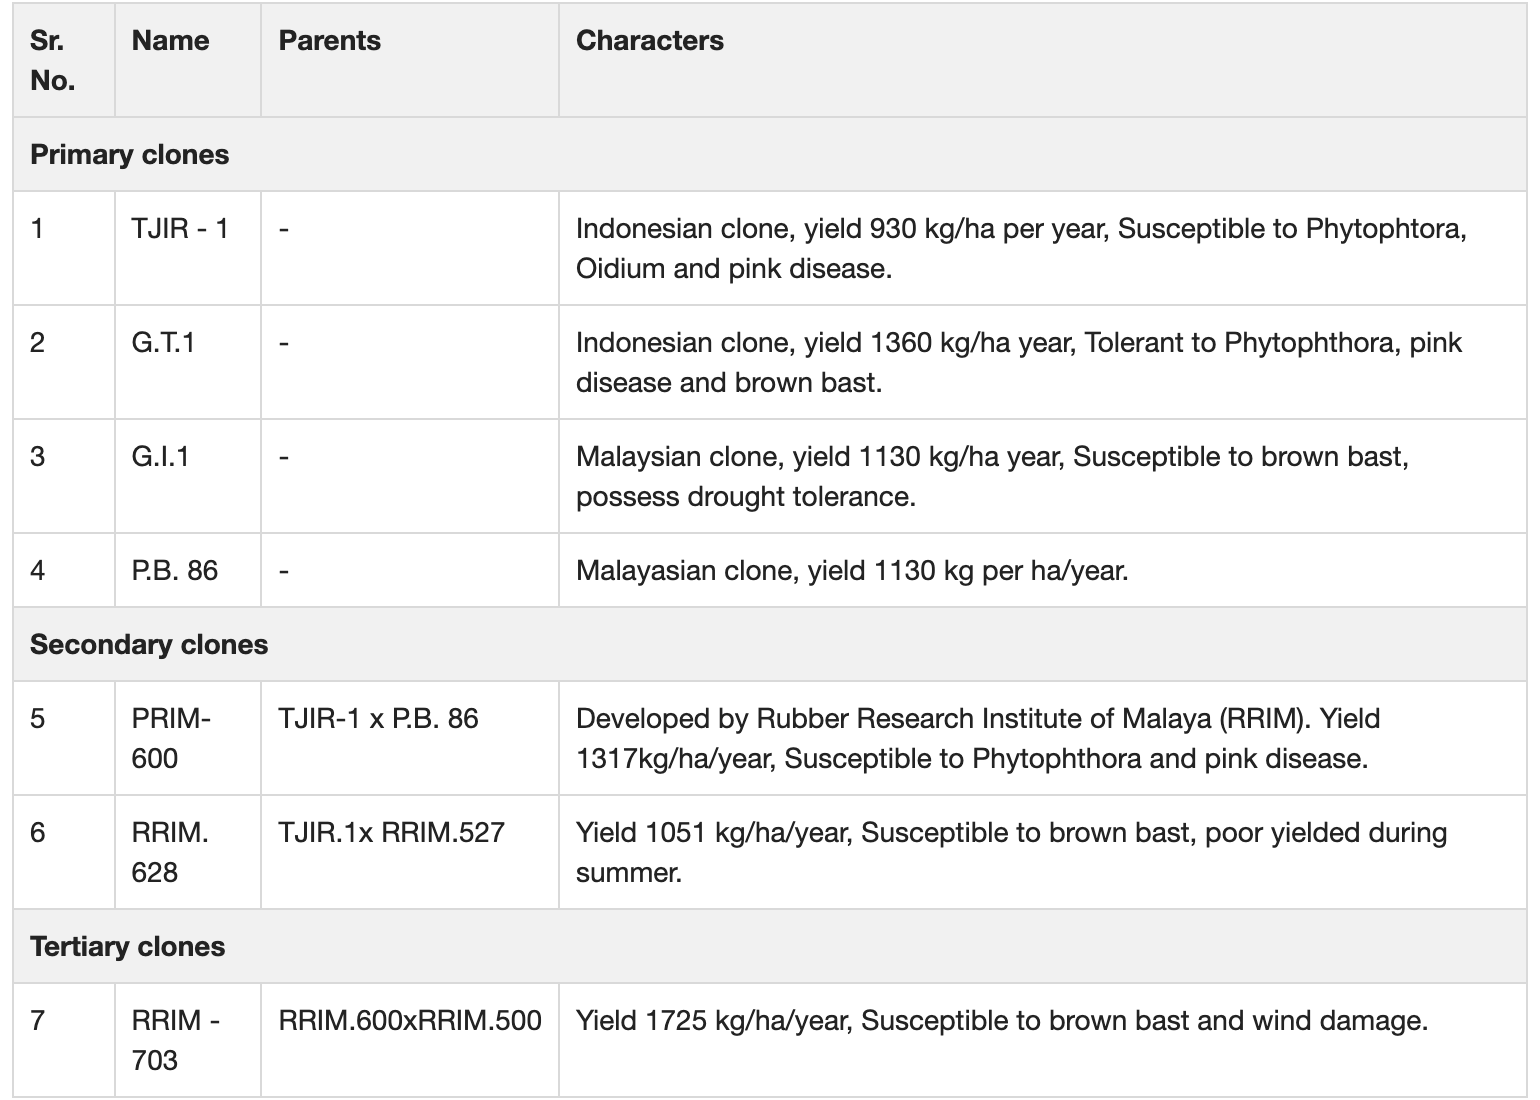 Sr. Name Parents Characters
No.
Primary clones
1 TJIR - 1 - Indonesian clone, yield 930 kg/ha per year, Susceptible to Phytophtora,
Oidium and pink disease.
2 G.T.1 - Indonesian clone, yield 1360 kg/ha year, Tolerant to Phytophthora, pink
disease and brown bast.
3 G.I.1 - Malaysian clone, yield 1130 kg/ha year, Susceptible to brown bast,
possess drought tolerance.
4 P.B. 86 - Malayasian clone, yield 1130 kg per ha/year.
Secondary clones
5 PRIM- TJIR-1 x P.B. 86 Developed by Rubber Research Institute of Malaya (RRIM). Yield
600 1317kg/ha/year, Susceptible to Phytophthora and pink disease.
6 RRIM. TJIR.1x RRIM.527 Yield 1051 kg/ha/year, Susceptible to brown bast, poor yielded during
628 summer.
Tertiary clones
7 RRIM - RRIM.600xRRIM.500 Yield 1725 kg/ha/year, Susceptible to brown bast and wind damage.
703